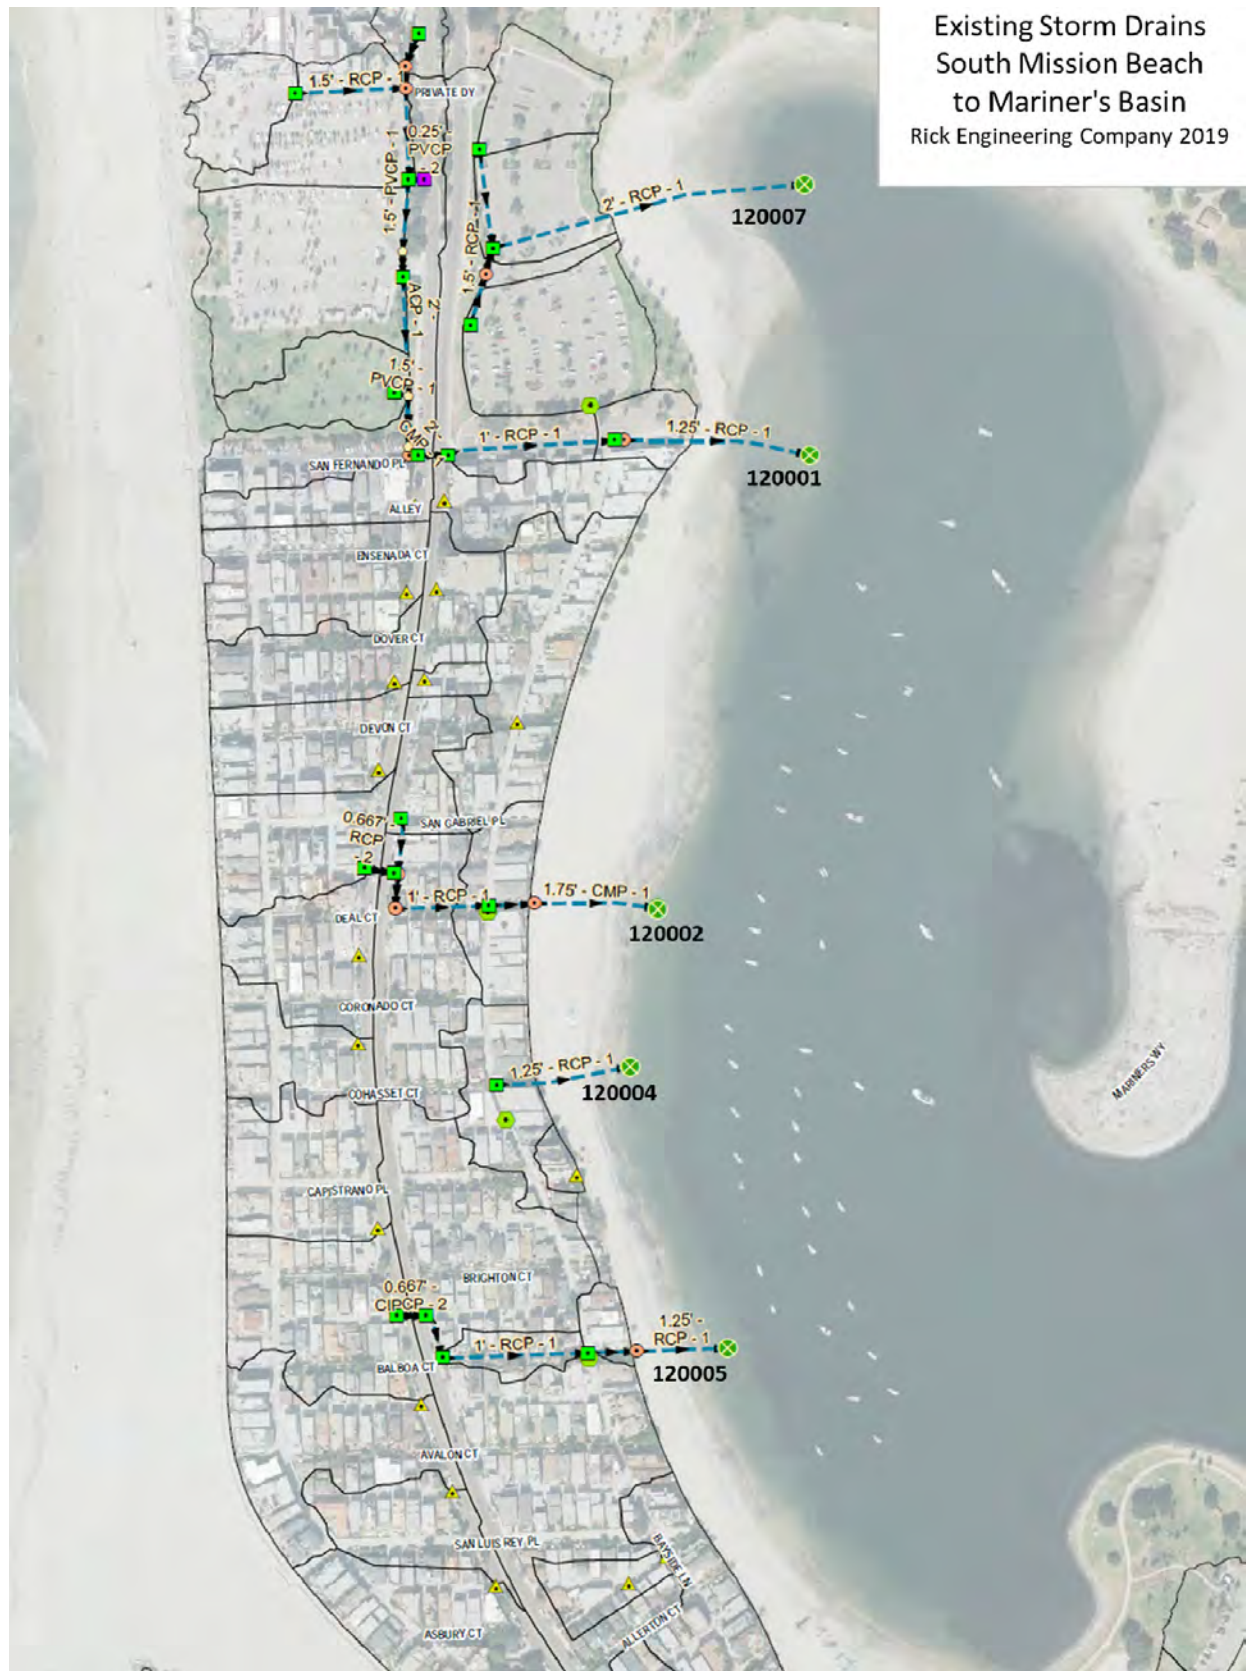 Existing Storm Drains
South Mission Beach
to Mariner's Basin
Rick Engineering Company 2019
1.5' - RCP - 1
PRIVATE DY
0.25' -
PVCP
- 2
1.5' - PVCP - 1
2' - RCP - 1
120007
1.5' - RCP - 1
2' -
ACP - 1
1.5' -
PVCP - 1
2' -
CMP - 1
1' - RCP - 1
1.25' - RCP - 1
SAN FERNANDO PL
120001
ALLEY
ENSENADA CT
DOVER CT
DEVON CT
0.667' -
RCP
- 2
SAN GABRIEL PL
1' - RCP - 1
1.75' - CMP - 1
DEAL CT
120002
CORONADO CT
1.25' - RCP - 1
COHASSET CT
120004
MARINERS WY
CAPISTRANO PL
BRIGHTON CT
0.667' -
CIPCP - 2
1.25' -
RCP - 1
1' - RCP - 1
BALBOA CT
120005
AVALON CT
SAN LUIS REY PL
BAYSIDE LN
ALLERTON CT
ASBURY CT